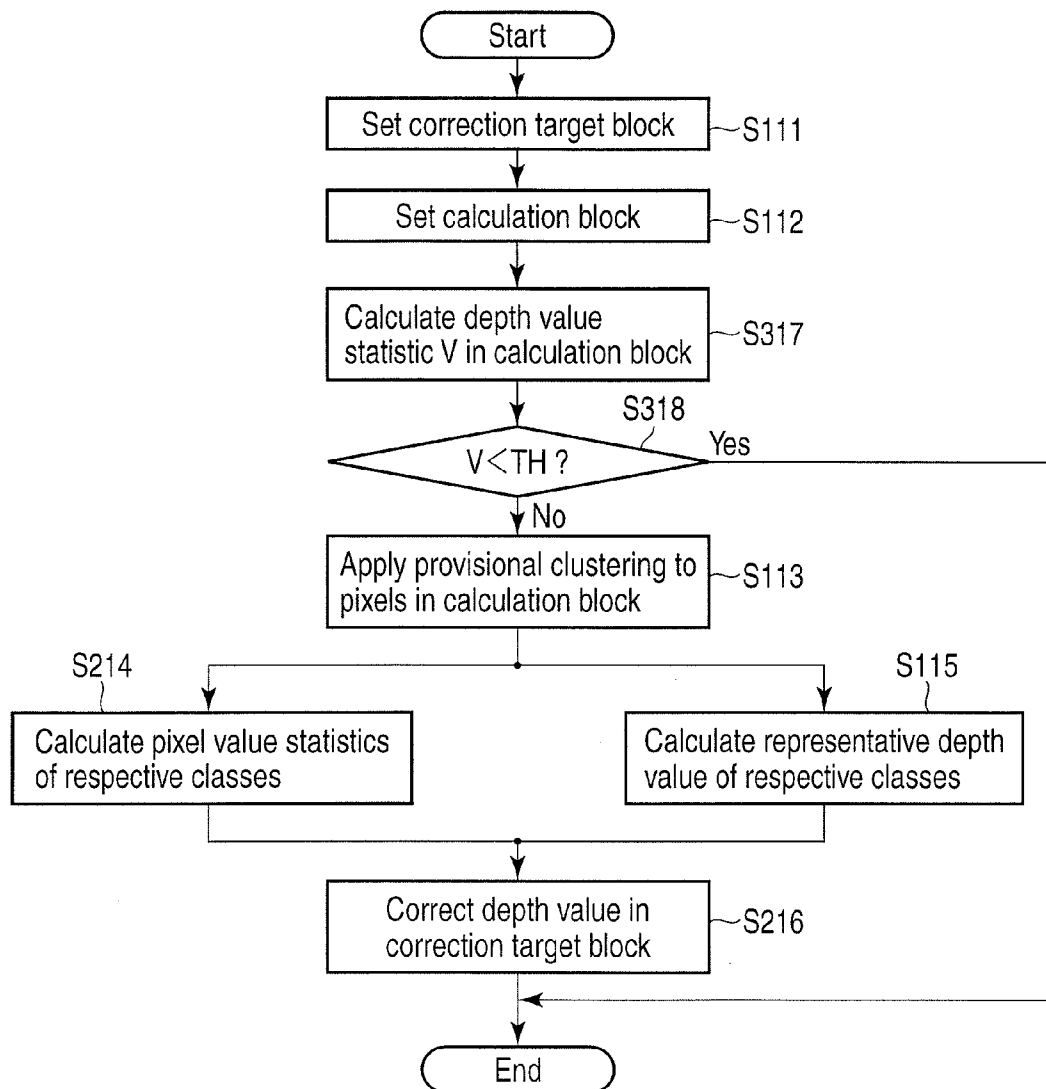 Start
Set correction target block
S111
Set calculation block
S112
Calculate depth value
statistic V in calculation block
S317
S318
V<TH ?
Yes
No
Apply provisional clustering to
pixels in calculation block
S113
S214
Calculate pixel value statistics
of respective classes
S115
Calculate representative depth
value of respective classes
Correct depth value in
correction target block
S216
End